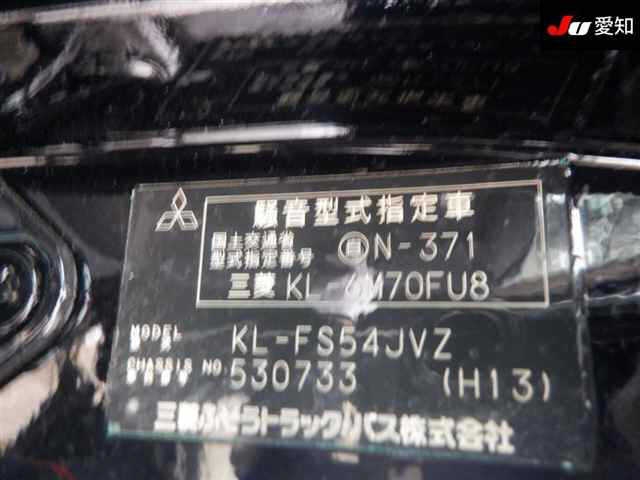 JU 愛知
騒音型式指定車
国土交通省
型式指定番号 自N-371
三菱 KL-6M70FU8
MODEL KL-FS54JVZ
CHASSIS NO. 530733 (H13)
三菱ふそうトラック・バス株式会社